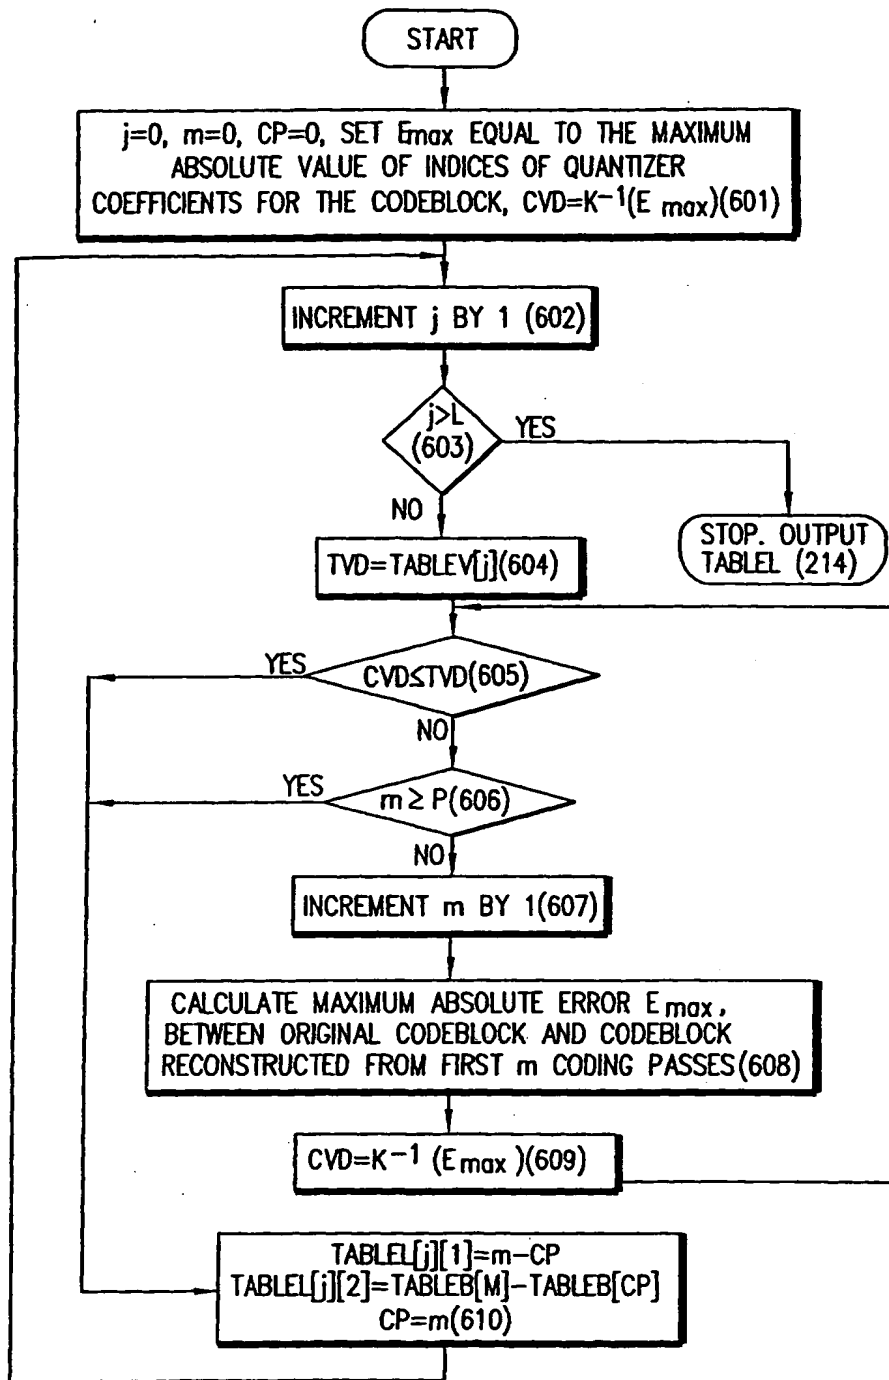 START
j=0, m=0, CP=0, SET Emax EQUAL TO THE MAXIMUM
ABSOLUTE VALUE OF INDICES OF QUANTIZER
COEFFICIENTS FOR THE CODEBLOCK, CVD=K⁻¹(E max)(601)
INCREMENT j BY 1 (602)
j>L
(603)
YES
NO
STOP. OUTPUT
TABLEL (214)
TVD=TABLEV[j](604)
YES
CVD≤TVD(605)
NO
YES
m ≥ P(606)
NO
INCREMENT m BY 1(607)
CALCULATE MAXIMUM ABSOLUTE ERROR Emax,
BETWEEN ORIGINAL CODEBLOCK AND CODEBLOCK
RECONSTRUCTED FROM FIRST m CODING PASSES(608)
CVD=K⁻¹ (Emax)(609)
TABLEL[j][1]=m-CP
TABLEL[j][2]=TABLEB[M]-TABLEB[CP]
CP=m(610)